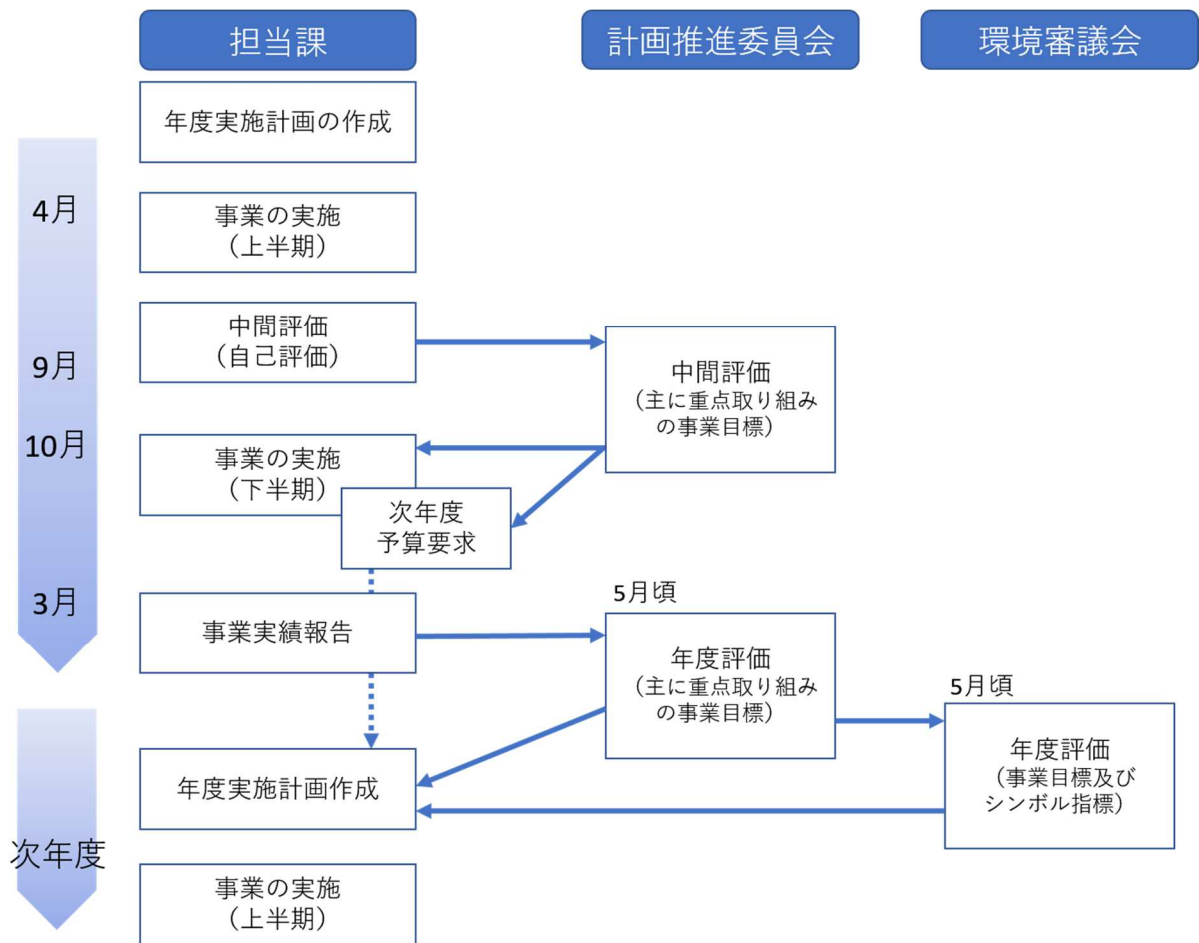 担当課
計画推進委員会
環境審議会
年度実施計画の作成
4月
事業の実施
（上半期）
中間評価
（自己評価）
9月
中間評価
（主に重点取り組み
の事業目標）
10月
事業の実施
（下半期）
次年度
予算要求
3月
事業実績報告
5月頃
年度評価
（主に重点取り組み
の事業目標）
5月頃
年度評価
（事業目標及び
シンボル指標）
年度実施計画作成
次年度
事業の実施
（上半期）